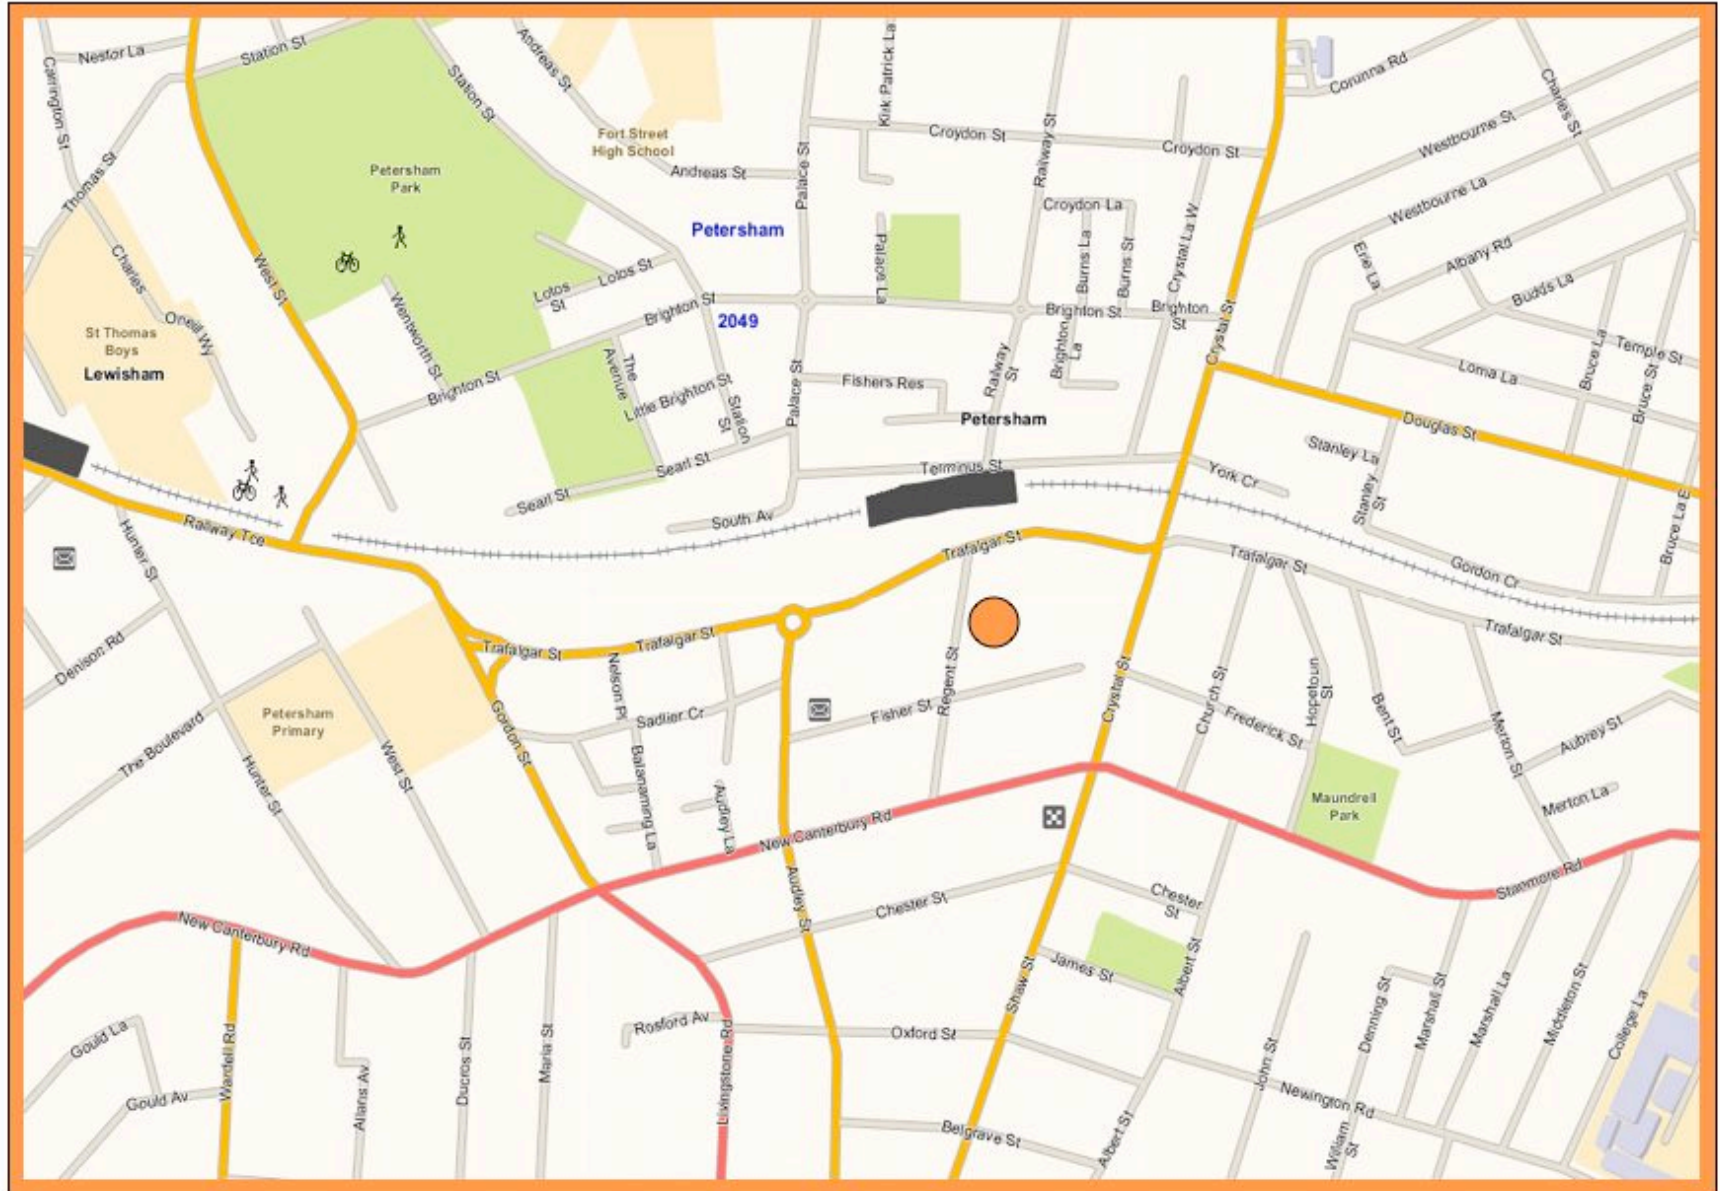 Nestor La
Station St
Carrington St
Thomas St
Station St
Andreas St
Fort Street
High School
Andreas St
Palace St
Kirk Patrick La
Croydon St
Railway St
Croydon St
Corunna Rd
Charles St
Westbourne St
Westbourne La
Petersham
Park
Petersham
Croydon La
Burns La
Burns St
Crystal La W
Palace La
Erie La
Albany Rd
Budds La
West St
Charles
Oneill Wy
Lotos St
Lotos
St
Wentworth St
Brighton St
2049
Brighton St
Brighton
St
Crystal St
St Thomas
Boys
Lewisham
The
Avenue
Brighton St
Little Brighton St
Station
St
Palace St
Fishers Res
Railway
St
Brighton
La
Petersham
Temple St
Loma La
Bruce La
Bruce St
Douglas St
Searl St
Searl St
South Av
Terminus St
York Cr
Stanley La
Stanley
St
Bruce La E
Gordon Cr
Railway Tce
Hunter St
Trafalgar St
Trafalgar St
Trafalgar St
Denison Rd
Trafalgar St
Trafalgar St
Nelson Pl
Sadlier Cr
Regent St
Fisher St
Crystal St
Church St
Hopetoun
St
Frederick St
Bent St
Merton St
Aubrey St
Petersham
Primary
The Boulevard
Hunter St
West St
Gordon St
Balanaming La
Audley La
New Canterbury Rd
Maundrell
Park
Merton La
Stanmore Rd
Audley St
Chester St
Chester
St
New Canterbury Rd
James St
Albert St
Shaw St
Gould La
Wardell Rd
Gould Av
Allans Av
Ducros St
Maria St
Rosford Av
Livingstone Rd
Oxford St
Belgrave St
Albert St
John St
Newington Rd
Denning St
William
St
Marshall St
Marshall La
Middleton St
College La